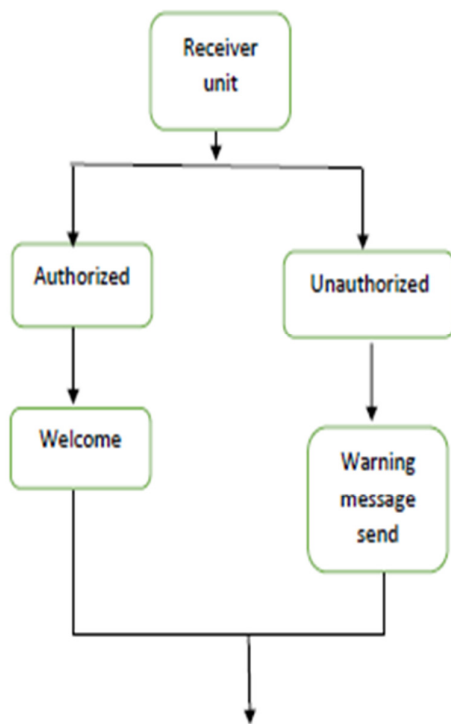 Receiver
unit
Authorized
Unauthorized
Welcome
Warning
message
send